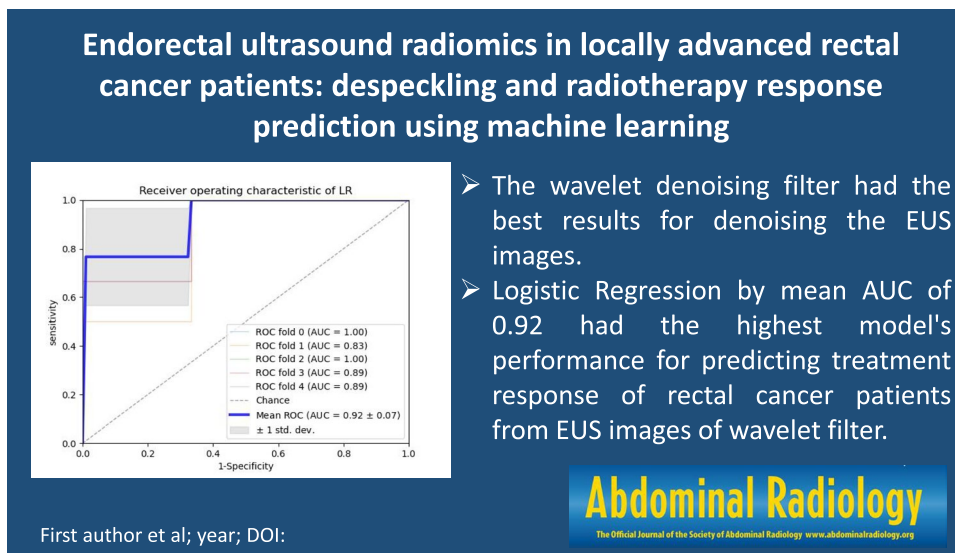 Endorectal ultrasound radiomics in locally advanced rectal
cancer patients: despeckling and radiotherapy response
prediction using machine learning
Receiver operating characteristic of LR
1.0
0.8
0.6
0.4
0.2
0.0
sensitivity
0.0 0.2 0.4 0.6 0.8 1.0
1-Specificity
ROC fold 0 (AUC = 1.00)
ROC fold 1 (AUC = 0.83)
ROC fold 2 (AUC = 1.00)
ROC fold 3 (AUC = 0.89)
ROC fold 4 (AUC = 0.89)
Chance
Mean ROC (AUC = 0.92 ± 0.07)
± 1 std. dev.
➢ The wavelet denoising filter had the
best results for denoising the EUS
images.
➢ Logistic Regression by mean AUC of
0.92 had the highest model's
performance for predicting treatment
response of rectal cancer patients
from EUS images of wavelet filter.
Abdominal Radiology
The Official Journal of the Society of Abdominal Radiology www.abdominalradiology.org
First author et al; year; DOI: